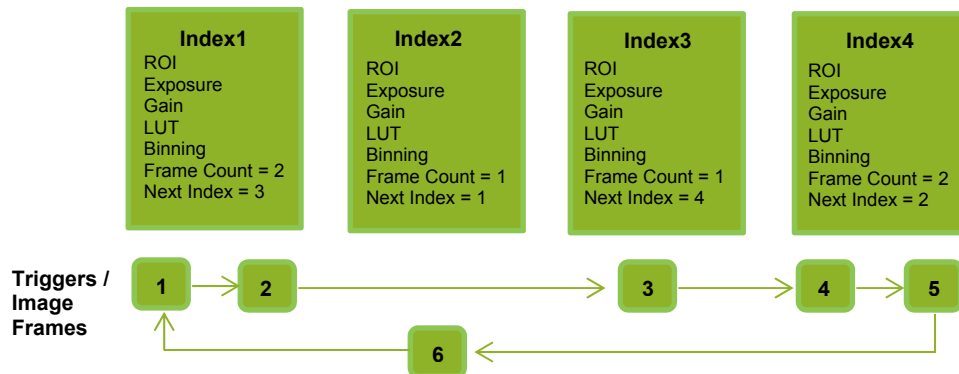 Index1
ROI
Exposure
Gain
LUT
Binning
Frame Count = 2
Next Index = 3
Index2
ROI
Exposure
Gain
LUT
Binning
Frame Count = 1
Next Index = 1
Index3
ROI
Exposure
Gain
LUT
Binning
Frame Count = 1
Next Index = 4
Index4
ROI
Exposure
Gain
LUT
Binning
Frame Count = 2
Next Index = 2
Triggers /
Image
Frames
1
2
3
4
5
6